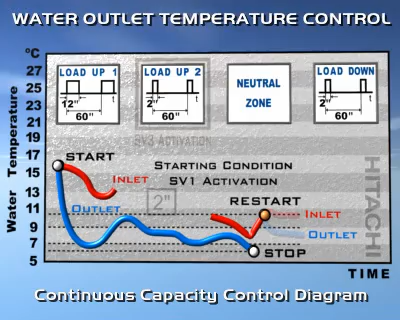 WATER OUTLET TEMPERATURE CONTROL
°C
27
25
23
21
19
17
15
13
11
9
7
5
Water Temperature
LOAD UP 1
12"
t
60"
LOAD UP 2
2"
t
60"
NEUTRAL
ZONE
LOAD DOWN
2"
t
60"
SV3 Activation
START
Inlet
Outlet
Starting Condition
SV1 Activation
2"
RESTART
Inlet
Outlet
STOP
HITACHI
TIME
Continuous Capacity Control Diagram